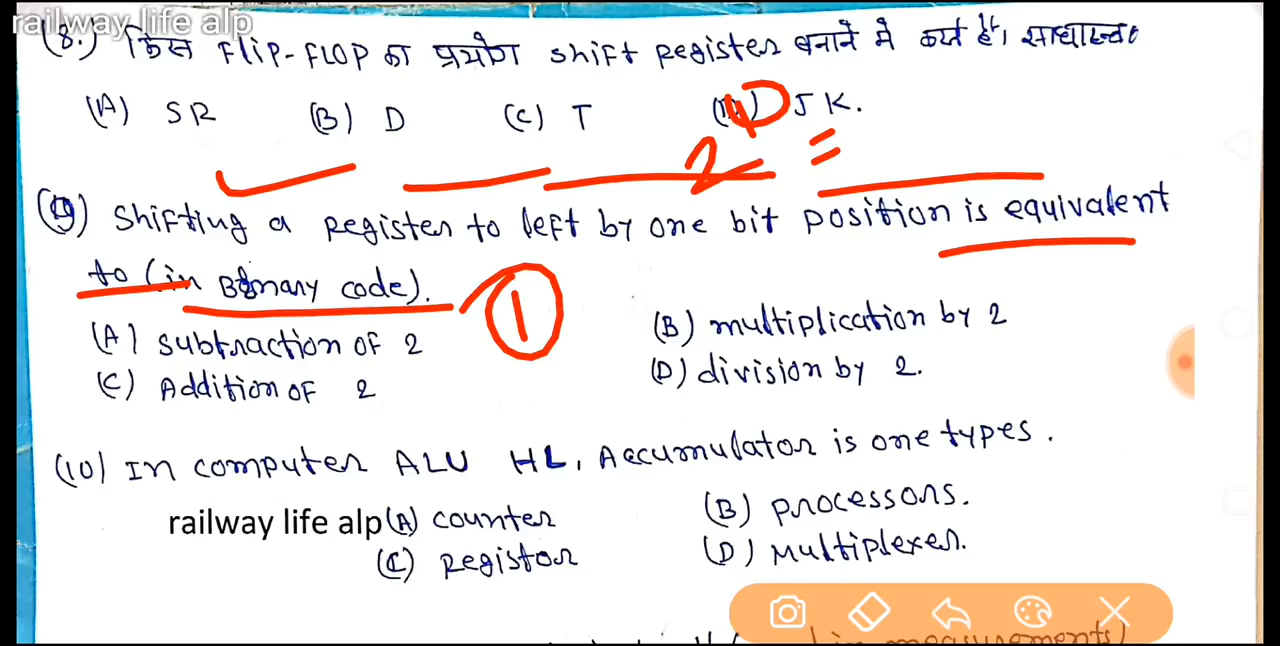 railway life alp
(8.) किस Flip-FLOP का प्रयोग shift register बनाने मे करते है। साधारणतः
(A) SR (B) D (C) T D JK.
2 =
(9) Shifting a register to left by one bit position is equivalent
to (in Binary code). 1
(A) subtraction of 2 (B) multiplication by 2
(C) Addition of 2 (D) division by 2.
(10) In computer ALU HL, Accumulator is one types.
railway life alp (A) counter (B) processors.
(C) registor (D) Multiplexer.
measurements)